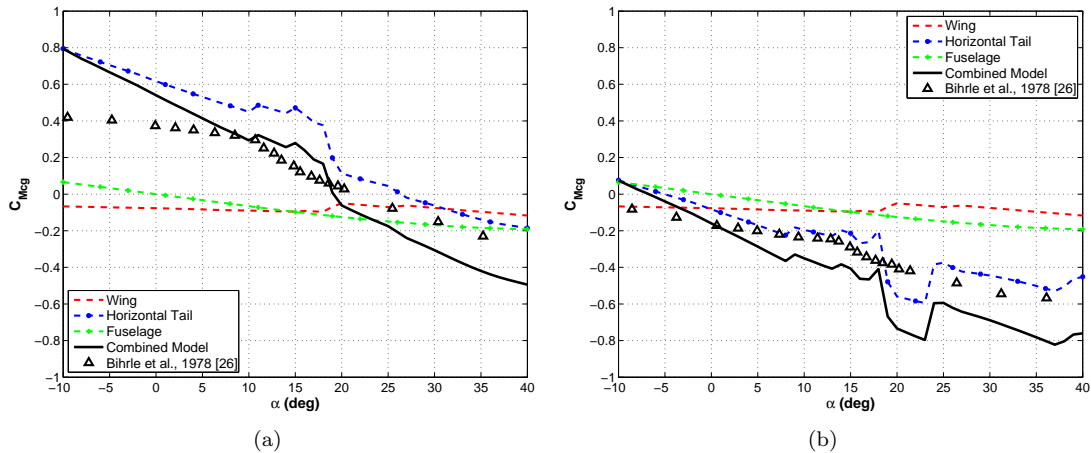 1
0.8
0.6
0.4
0.2
0
−0.2
−0.4
−0.6
−0.8
−1
C_Mcg
−10 −5 0 5 10 15 20 25 30 35 40
α (deg)
Wing
Horizontal Tail
Fuselage
Combined Model
Bihrle et al., 1978 [26]
(a)
1
0.8
0.6
0.4
0.2
0
−0.2
−0.4
−0.6
−0.8
−1
C_Mcg
−10 −5 0 5 10 15 20 25 30 35 40
α (deg)
Wing
Horizontal Tail
Fuselage
Combined Model
Bihrle et al., 1978 [26]
(b)